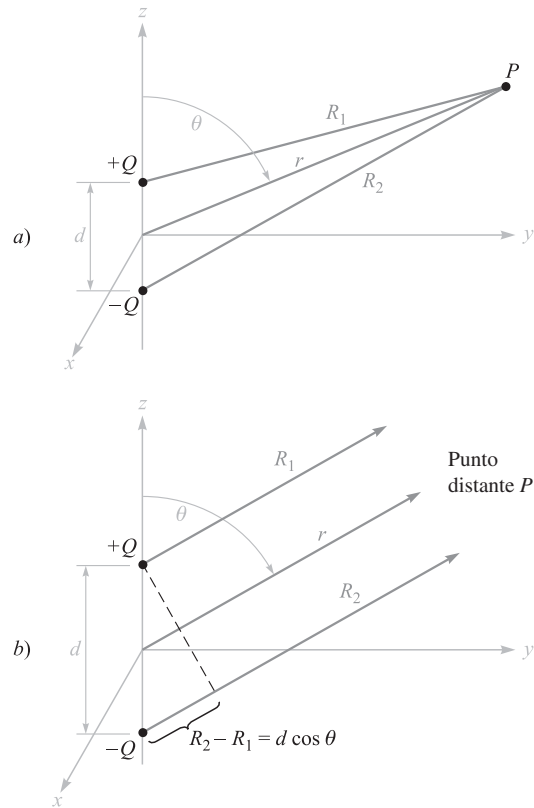 z
P
θ
R₁
+Q
r
R₂
a)
d
y
−Q
x
z
R₁
Punto
distante P
θ
r
+Q
R₂
b)
d
y
−Q
R₂ − R₁ = d cos θ
x